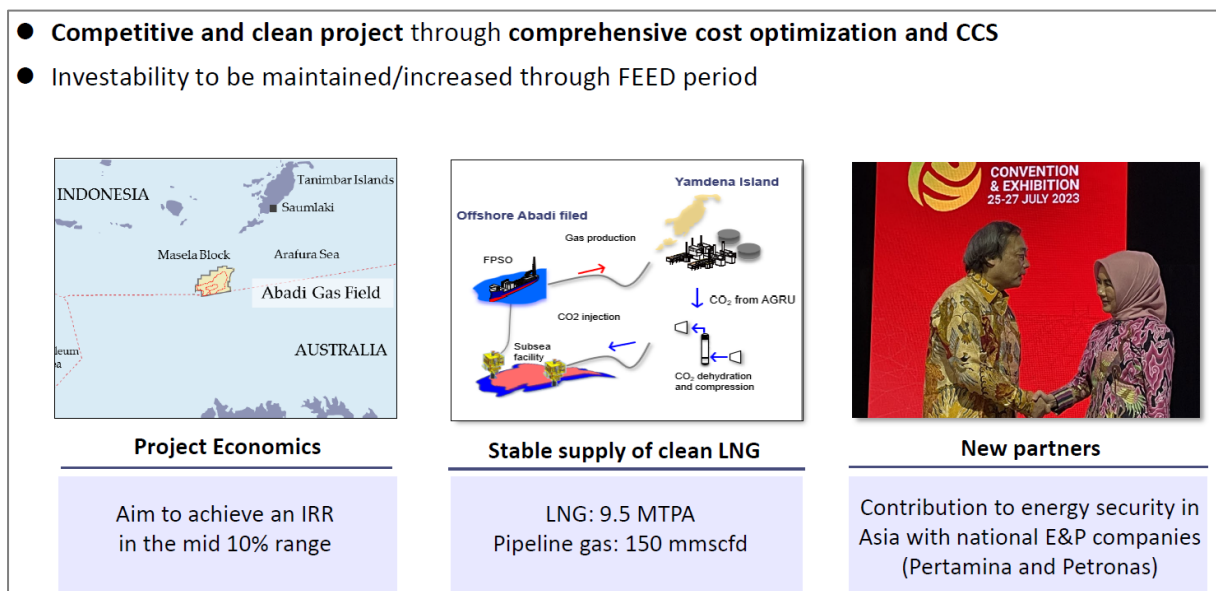 ● Competitive and clean project through comprehensive cost optimization and CCS
● Investability to be maintained/increased through FEED period
INDONESIA
Tanimbar Islands
Saumlaki
Masela Block
Arafura Sea
Abadi Gas Field
AUSTRALIA
leum
ea
Yamdena Island
Offshore Abadi filed
Gas production
FPSO
CO₂ from AGRU
CO2 injection
Subsea
facility
CO₂ dehydration
and compression
CONVENTION
& EXHIBITION
25-27 JULY 2023
Project Economics
Aim to achieve an IRR
in the mid 10% range
Stable supply of clean LNG
LNG: 9.5 MTPA
Pipeline gas: 150 mmscfd
New partners
Contribution to energy security in
Asia with national E&P companies
(Pertamina and Petronas)